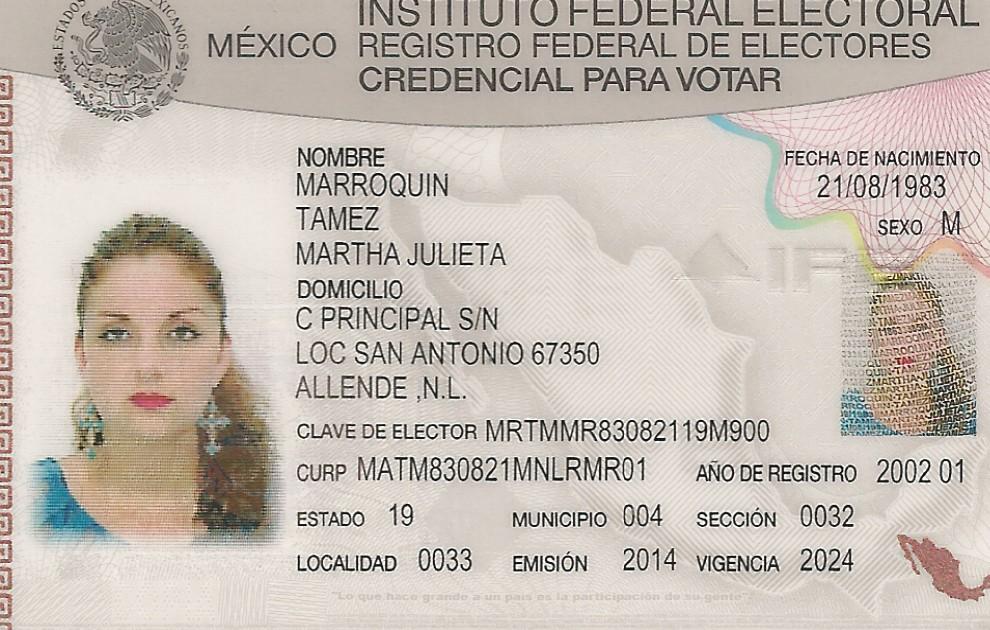 ESTADOS UNIDOS MEXICANOS
INSTITUTO FEDERAL ELECTORAL
MÉXICO REGISTRO FEDERAL DE ELECTORES
CREDENCIAL PARA VOTAR
NOMBRE
MARROQUIN
TAMEZ
MARTHA JULIETA
FECHA DE NACIMIENTO
21/08/1983
SEXO M
DOMICILIO
C PRINCIPAL S/N
LOC SAN ANTONIO 67350
ALLENDE ,N.L.
CLAVE DE ELECTOR MRTMMR83082119M900
CURP MATM830821MNLRMR01 AÑO DE REGISTRO 2002 01
ESTADO 19 MUNICIPIO 004 SECCIÓN 0032
LOCALIDAD 0033 EMISIÓN 2014 VIGENCIA 2024
"Lo que hace grande a un país es la participación de su gente"
IFE